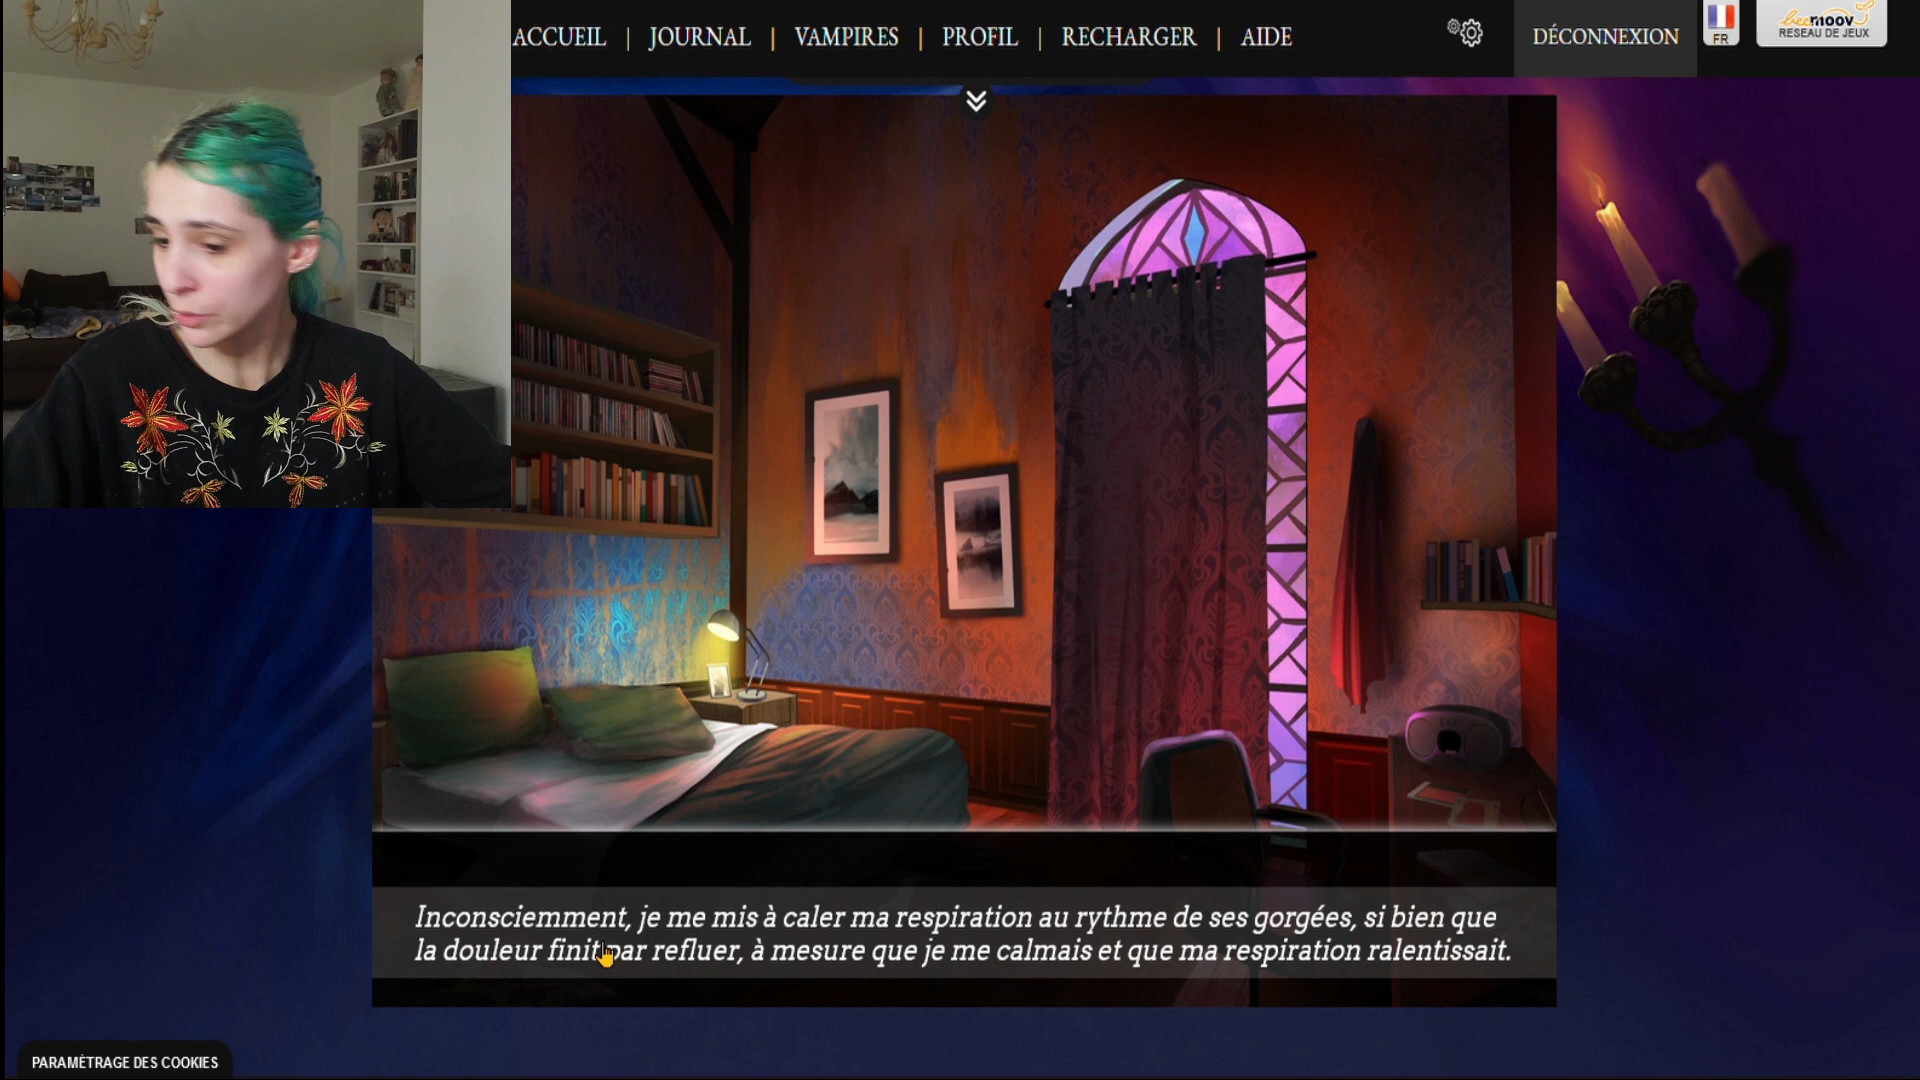 ACCUEIL | JOURNAL | VAMPIRES | PROFIL | RECHARGER | AIDE
DÉCONNEXION
FR
beemoov
RESEAU DE JEUX
Inconsciemment, je me mis à caler ma respiration au rythme de ses gorgées, si bien que
la douleur finit par refluer, à mesure que je me calmais et que ma respiration ralentissait.
PARAMÉTRAGE DES COOKIES